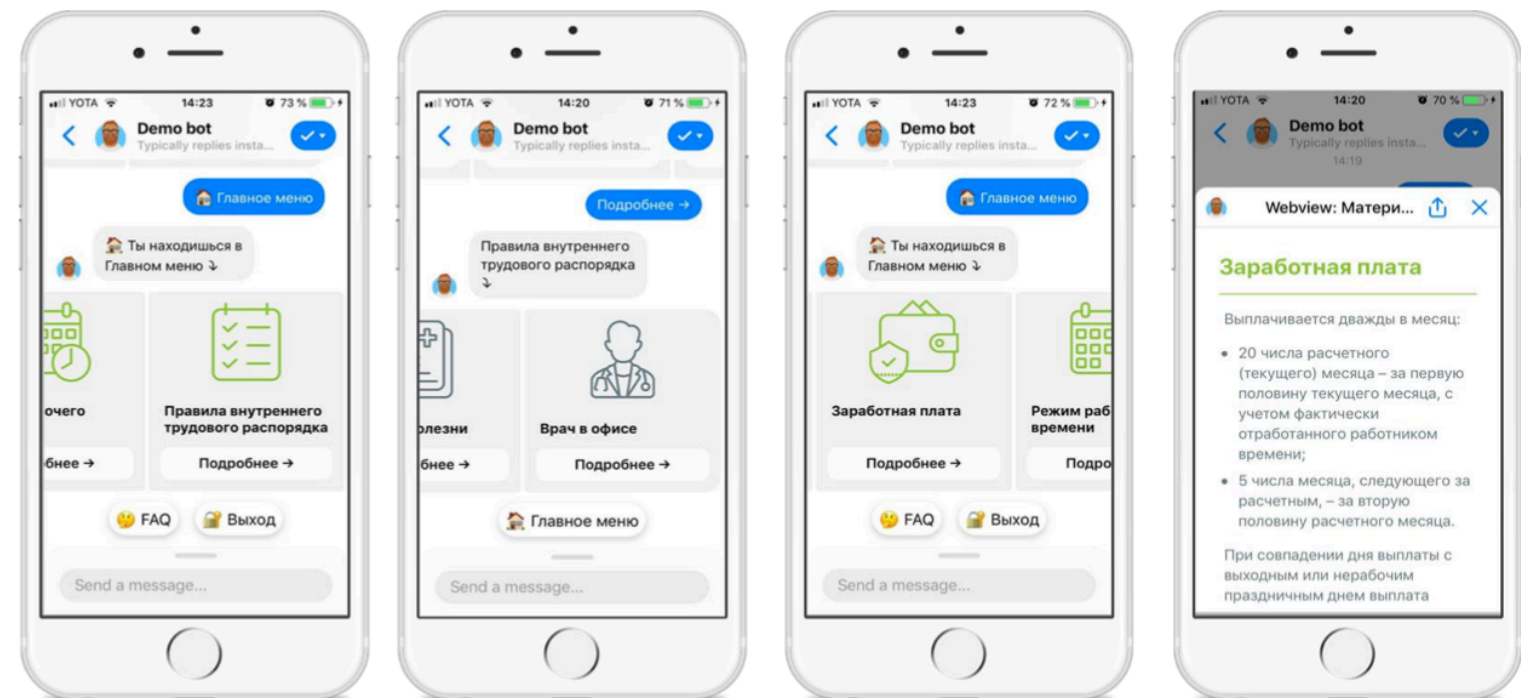 YOTA 14:23 73 %
Demo bot
Typically replies insta...
Главное меню
Ты находишься в
Главном меню ⤵
очего
Правила внутреннего
трудового распорядка
бнее →
Подробнее →
FAQ
Выход
Send a message...
YOTA 14:20 71 %
Demo bot
Typically replies insta...
Подробнее →
Правила внутреннего
трудового распорядка
⤵
олезни
Врач в офисе
бнее →
Подробнее →
Главное меню
Send a message...
YOTA 14:23 72 %
Demo bot
Typically replies insta...
Главное меню
Ты находишься в
Главном меню ⤵
Заработная плата
Режим раб
времени
Подробнее →
Подро
FAQ
Выход
Send a message...
YOTA 14:20 70 %
Demo bot
Typically replies insta...
14:19
Webview: Матери...
Заработная плата
Выплачивается дважды в месяц:
• 20 числа расчетного
(текущего) месяца – за первую
половину текущего месяца, с
учетом фактически
отработанного работником
времени;
• 5 числа месяца, следующего за
расчетным, – за вторую
половину расчетного месяца.
При совпадении дня выплаты с
выходным или нерабочим
праздничным днем выплата